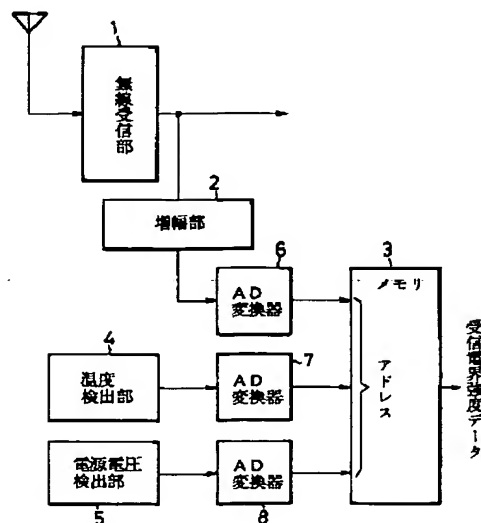 1
無線受信部
2
増幅部
6
AD
変換器
3
メモリ
アドレス
受信電界強度データ
4
温度
検出部
7
AD
変換器
電源電圧
検出部
5
AD
変換器
8